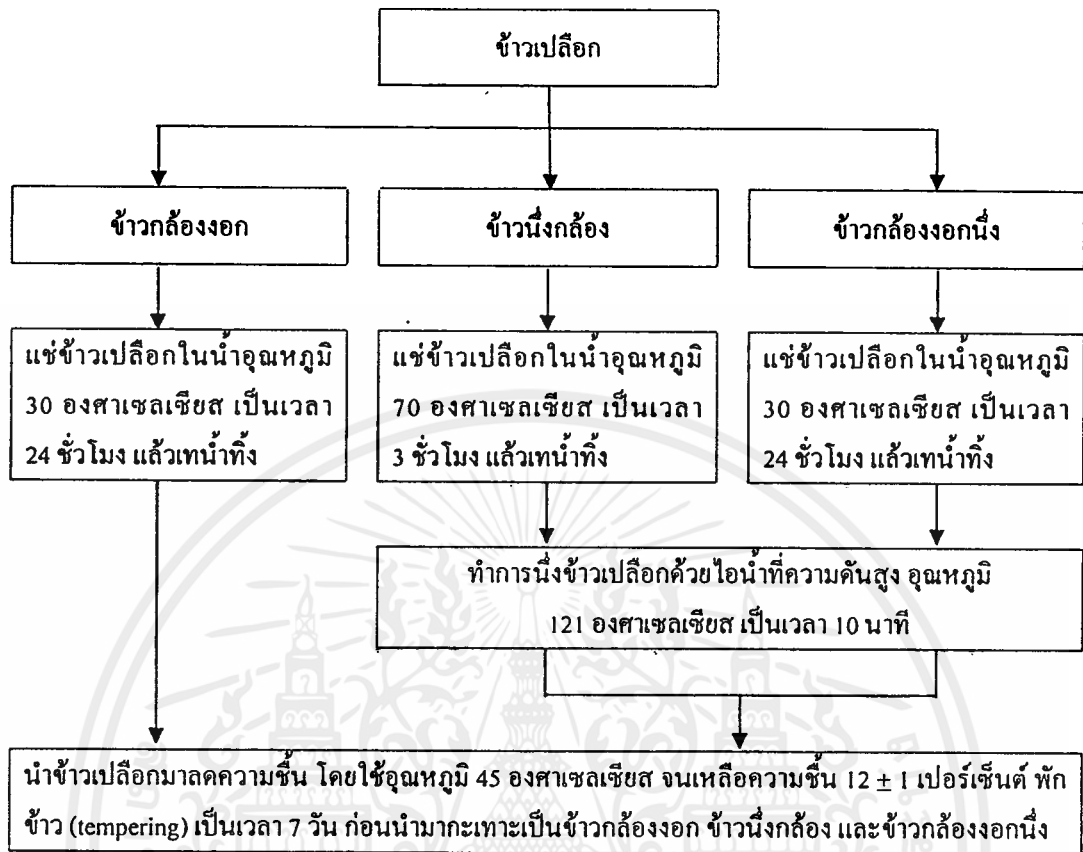 ข้าวเปลือก
ข้าวกล้องงอก
ข้าวนึ่งกล้อง
ข้าวกล้องงอกนึ่ง
แช่ข้าวเปลือกในน้ำอุณหภูมิ
30 องศาเซลเซียส เป็นเวลา
24 ชั่วโมง แล้วเทน้ำทิ้ง
แช่ข้าวเปลือกในน้ำอุณหภูมิ
70 องศาเซลเซียส เป็นเวลา
3 ชั่วโมง แล้วเทน้ำทิ้ง
แช่ข้าวเปลือกในน้ำอุณหภูมิ
30 องศาเซลเซียส เป็นเวลา
24 ชั่วโมง แล้วเทน้ำทิ้ง
ทำการนึ่งข้าวเปลือกด้วยไอน้ำที่ความดันสูง อุณหภูมิ
121 องศาเซลเซียส เป็นเวลา 10 นาที
นำข้าวเปลือกมาลดความชื้น โดยใช้อุณหภูมิ 45 องศาเซลเซียส จนเหลือความชื้น 12 ± 1 เปอร์เซ็นต์ พัก
ข้าว (tempering) เป็นเวลา 7 วัน ก่อนนำมากะเทาะเป็นข้าวกล้องงอก ข้าวนึ่งกล้อง และข้าวกล้องงอกนึ่ง